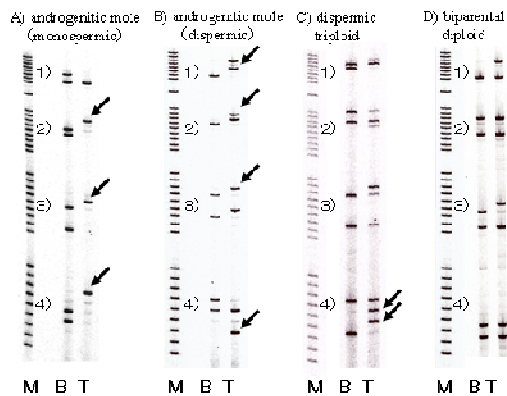 A) androgenitic mole (monospermic)
B) androgenitic mole (dispermic)
C) dispermic triploid
D) biparental diploid
1) 1) 1) 1)
2) 2) 2) 2)
3) 3) 3) 3)
4) 4) 4) 4)
M B T M B T M B T M B T